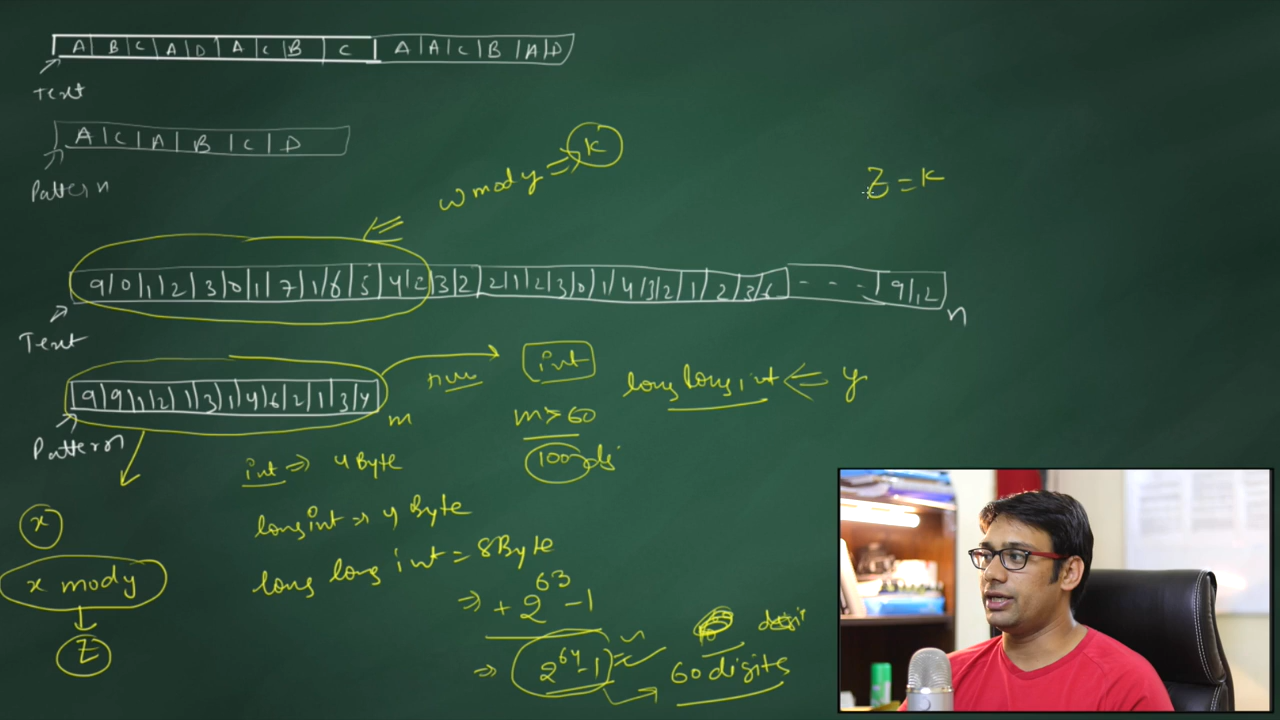 A|B|C|A|D|A|C|B|C|A|A|C|B|A|D
Text
A|C|A|B|C|D
Pattern
w mod y => k
Z = k
9|0|1|2|3|0|1|7|1|6|5|4|2|3|2|2|1|2|3|0|1|4|3|2|1|2|3|6| - - - |9|1,2
n
Text
int
long long int <= y
9|9|1|2|1|3|1|4|6|2|1|3|4
m
m > 60
Pattern
int => 4 Byte
100
long int => 4 Byte
x
long long int = 8 Byte
x mod y
=> + 2^63 - 1
Z
=> 2^64 - 1
60 digits